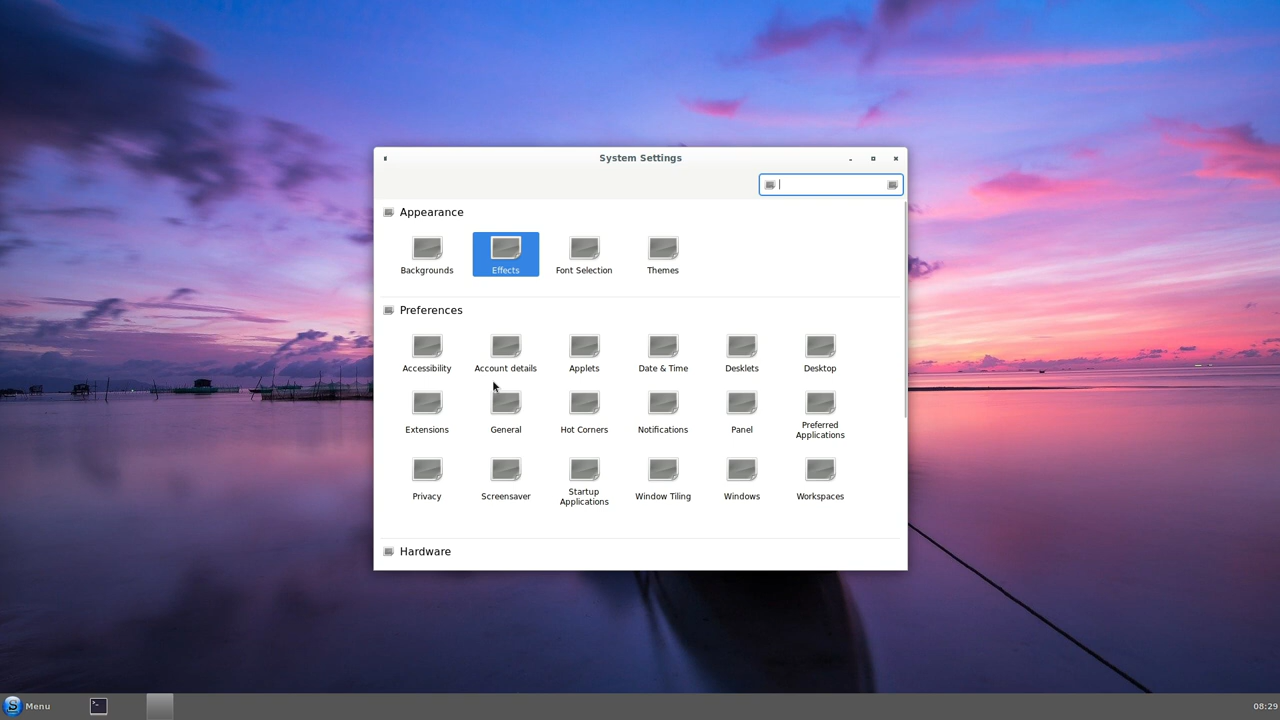 System Settings
Appearance
Backgrounds
Effects
Font Selection
Themes
Preferences
Accessibility
Account details
Applets
Date & Time
Desklets
Desktop
Extensions
General
Hot Corners
Notifications
Panel
Preferred
Applications
Privacy
Screensaver
Startup
Applications
Window Tiling
Windows
Workspaces
Hardware
Menu
08:29